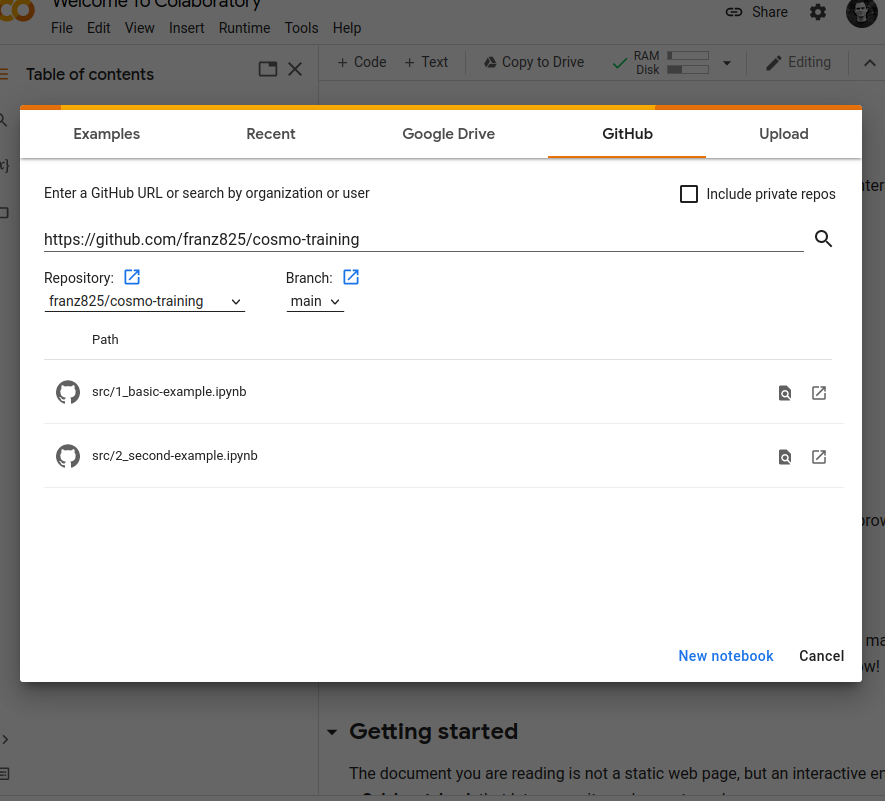 Welcome To Colaboratory
File Edit View Insert Runtime Tools Help
Share
Table of contents
+ Code + Text Copy to Drive RAM Disk Editing
Examples Recent Google Drive GitHub Upload
Enter a GitHub URL or search by organization or user
Include private repos
https://github.com/franz825/cosmo-training
Repository: Branch:
franz825/cosmo-training main
Path
src/1_basic-example.ipynb
src/2_second-example.ipynb
New notebook Cancel
Getting started
The document you are reading is not a static web page, but an interactive